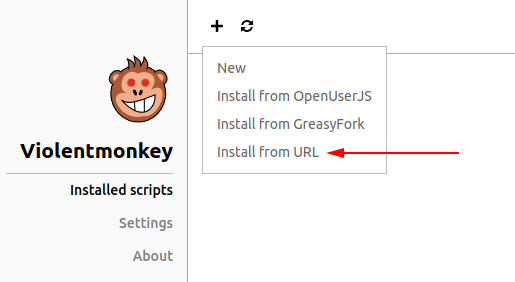 New
Install from OpenUserJS
Install from GreasyFork
Install from URL
Violentmonkey
Installed scripts
Settings
About